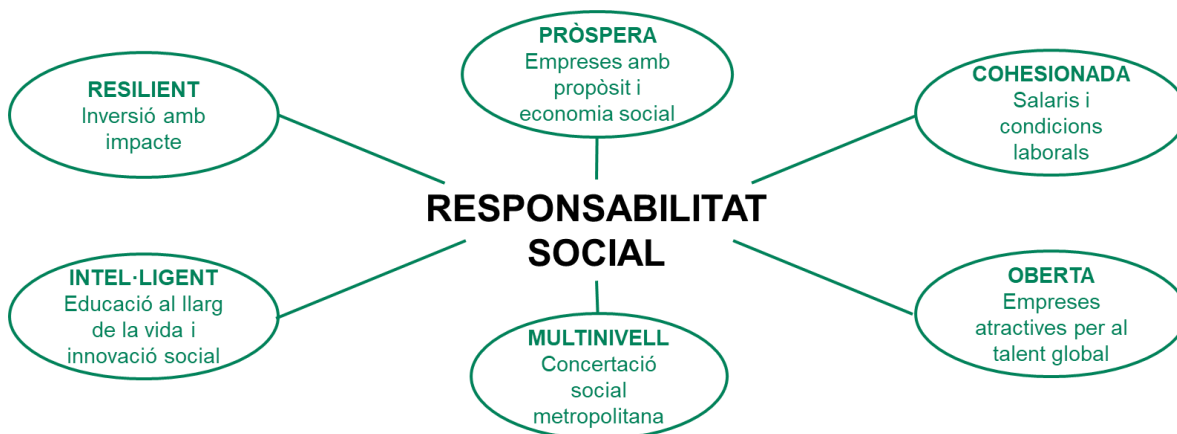 PRÒSPERA
Empreses amb
propòsit i
economia social
RESILIENT
Inversió amb
impacte
COHESIONADA
Salaris i
condicions
laborals
RESPONSABILITAT
SOCIAL
INTEL·LIGENT
Educació al llarg
de la vida i
innovació social
MULTINIVELL
Concertació
social
metropolitana
OBERTA
Empreses
atractives per al
talent global